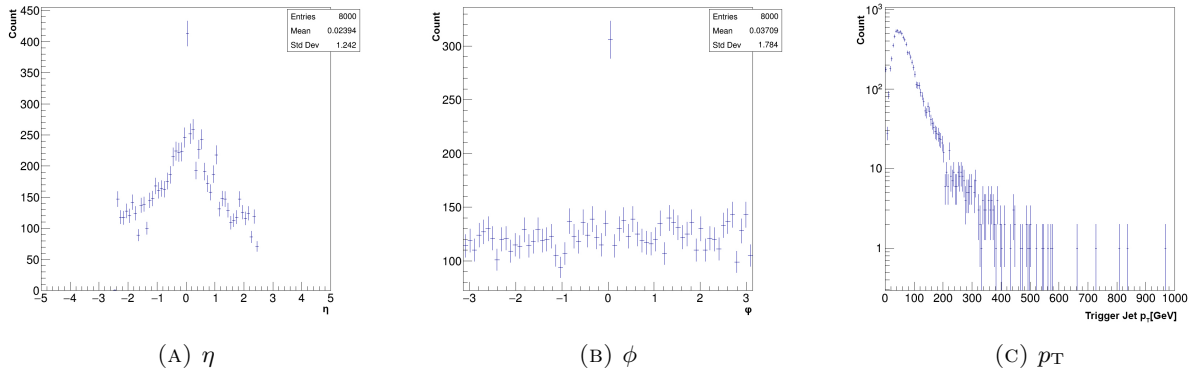 Count
450
400
350
300
250
200
150
100
50
0
Entries 8000
Mean 0.02394
Std Dev 1.242
−5 −4 −3 −2 −1 0 1 2 3 4 5
η
(A) η
Count
300
250
200
150
100
Entries 8000
Mean 0.03709
Std Dev 1.784
−3 −2 −1 0 1 2 3
φ
(B) ϕ
Count
10³
10²
10
1
0 100 200 300 400 500 600 700 800 900 1000
Trigger Jet p_T[GeV]
(C) p_T